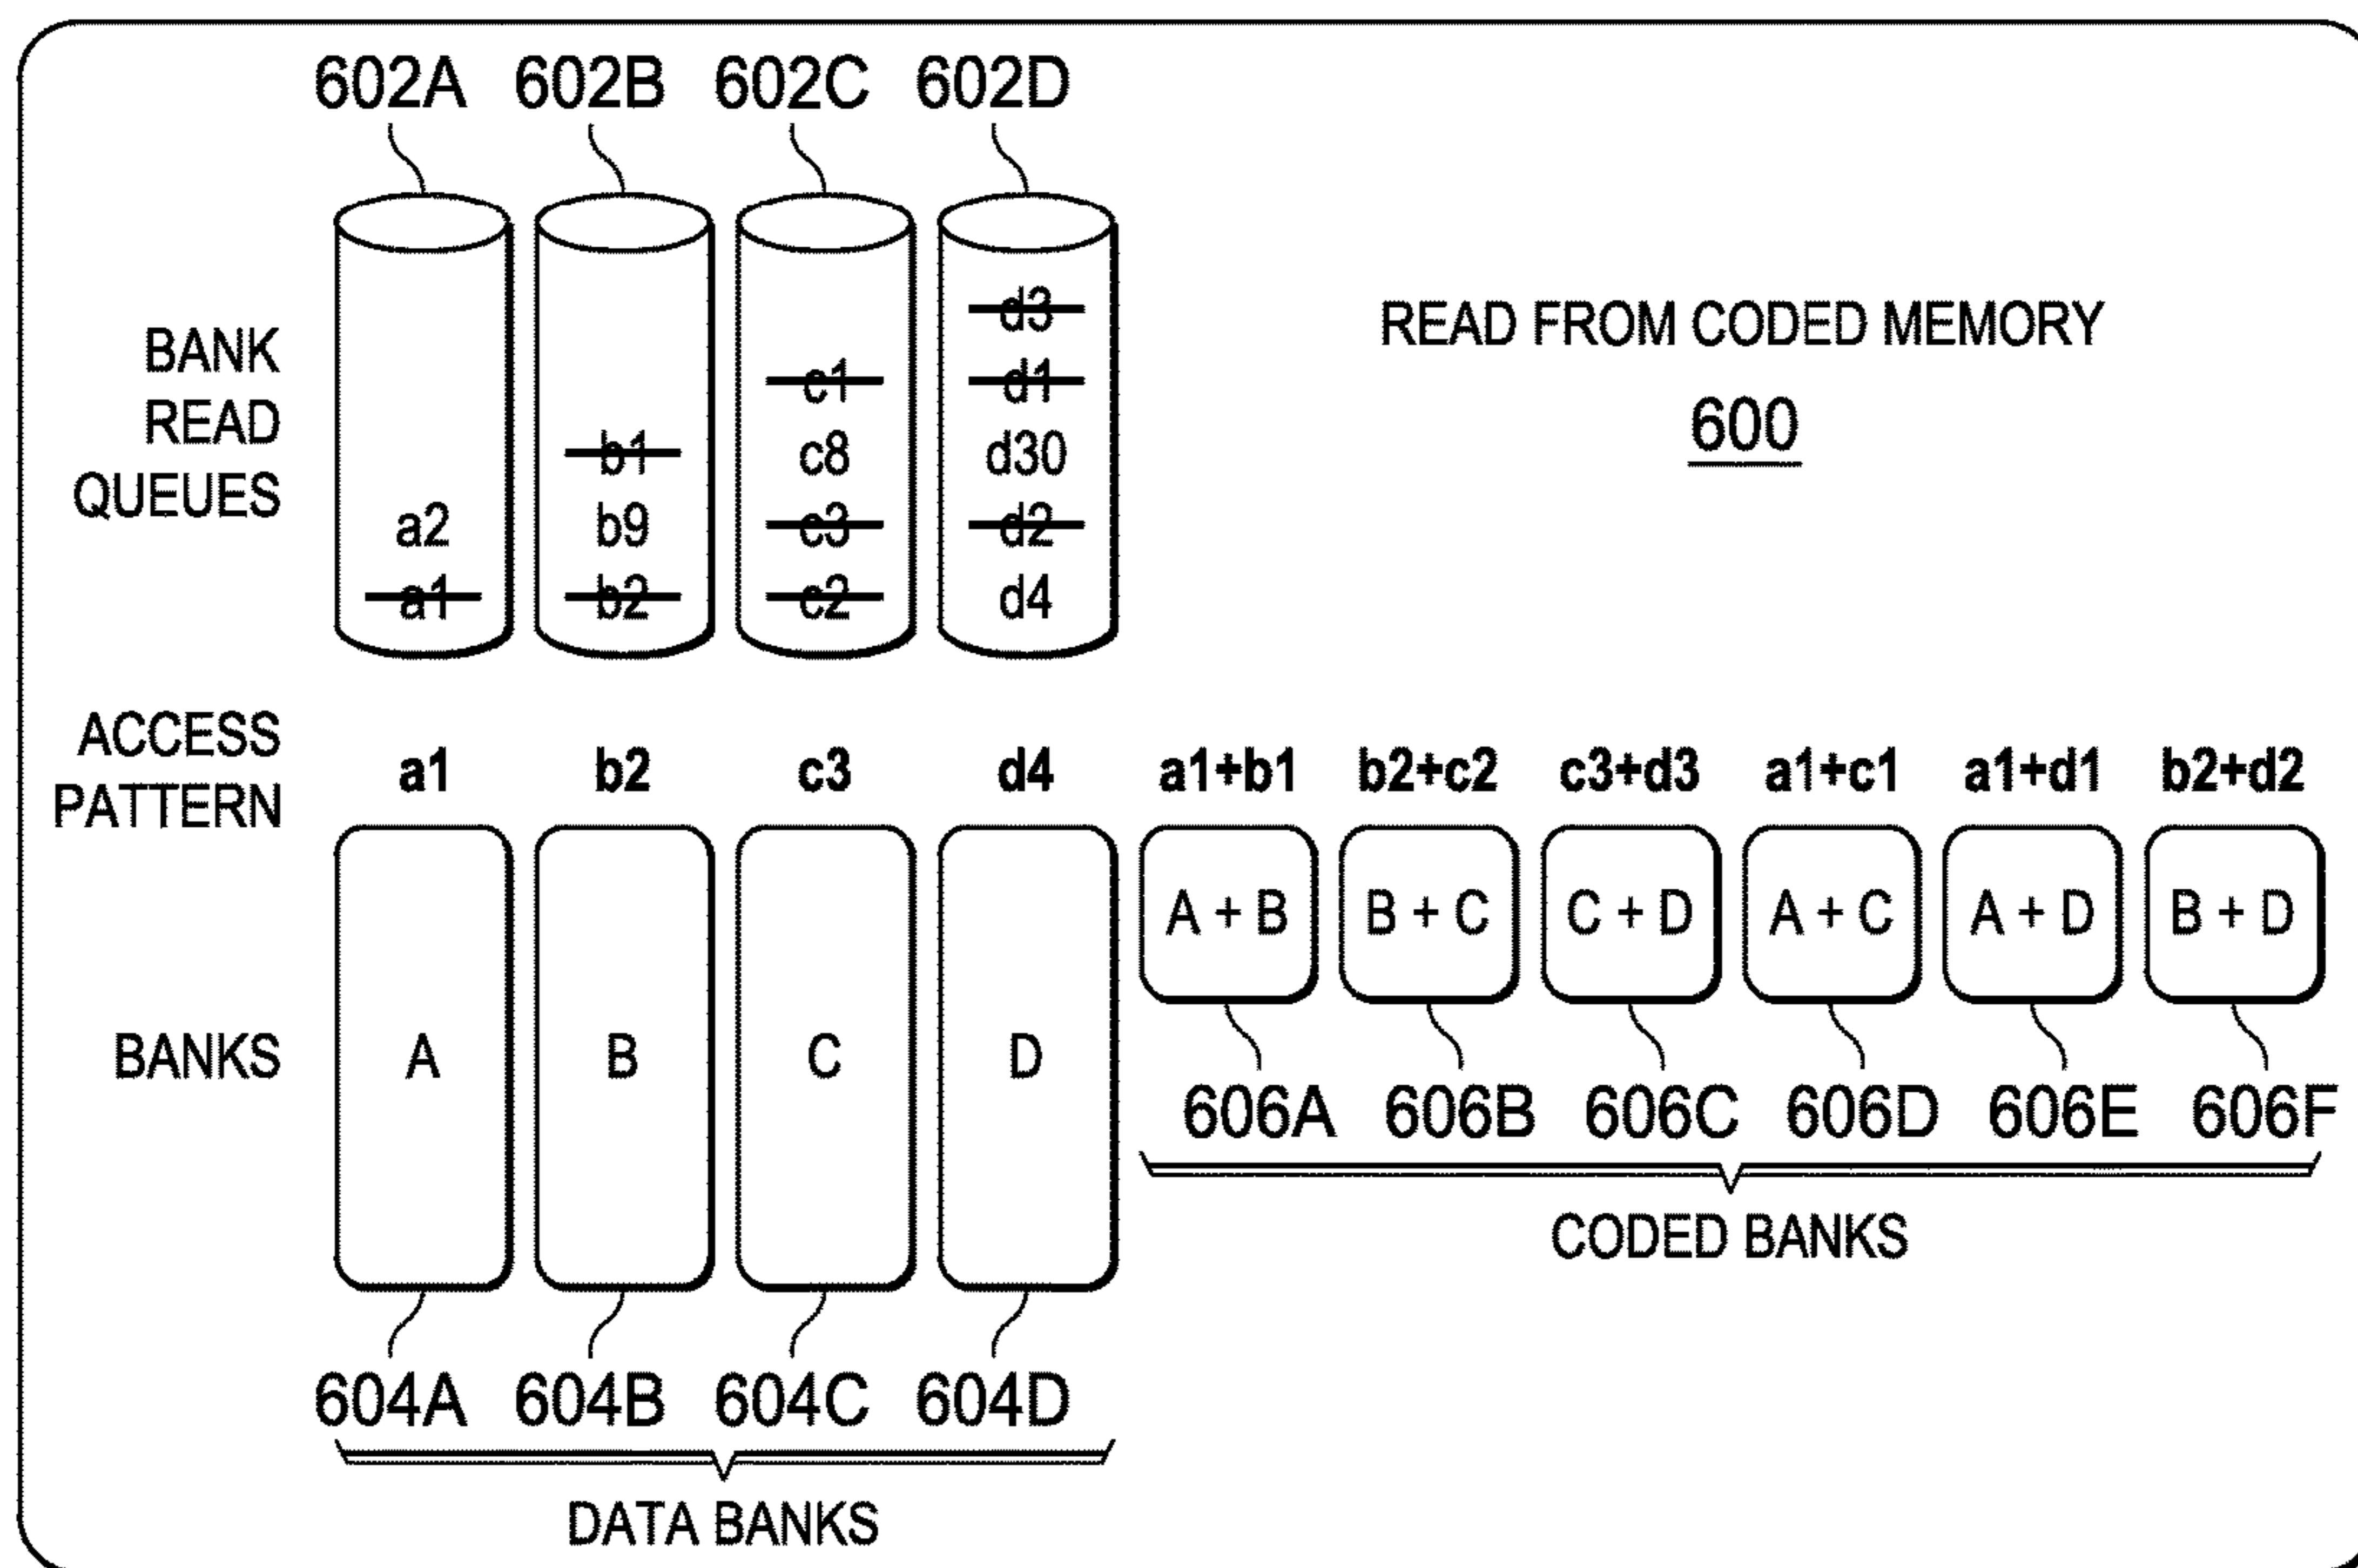 602A 602B 602C 602D
BANK
READ
QUEUES
READ FROM CODED MEMORY
600
d3
c1 d1
b1 c8 d30
a2 b9 c3 d2
a1 b2 c2 d4
ACCESS
PATTERN
a1 b2 c3 d4 a1+b1 b2+c2 c3+d3 a1+c1 a1+d1 b2+d2
A + B B + C C + D A + C A + D B + D
BANKS A B C D
606A 606B 606C 606D 606E 606F
CODED BANKS
604A 604B 604C 604D
DATA BANKS